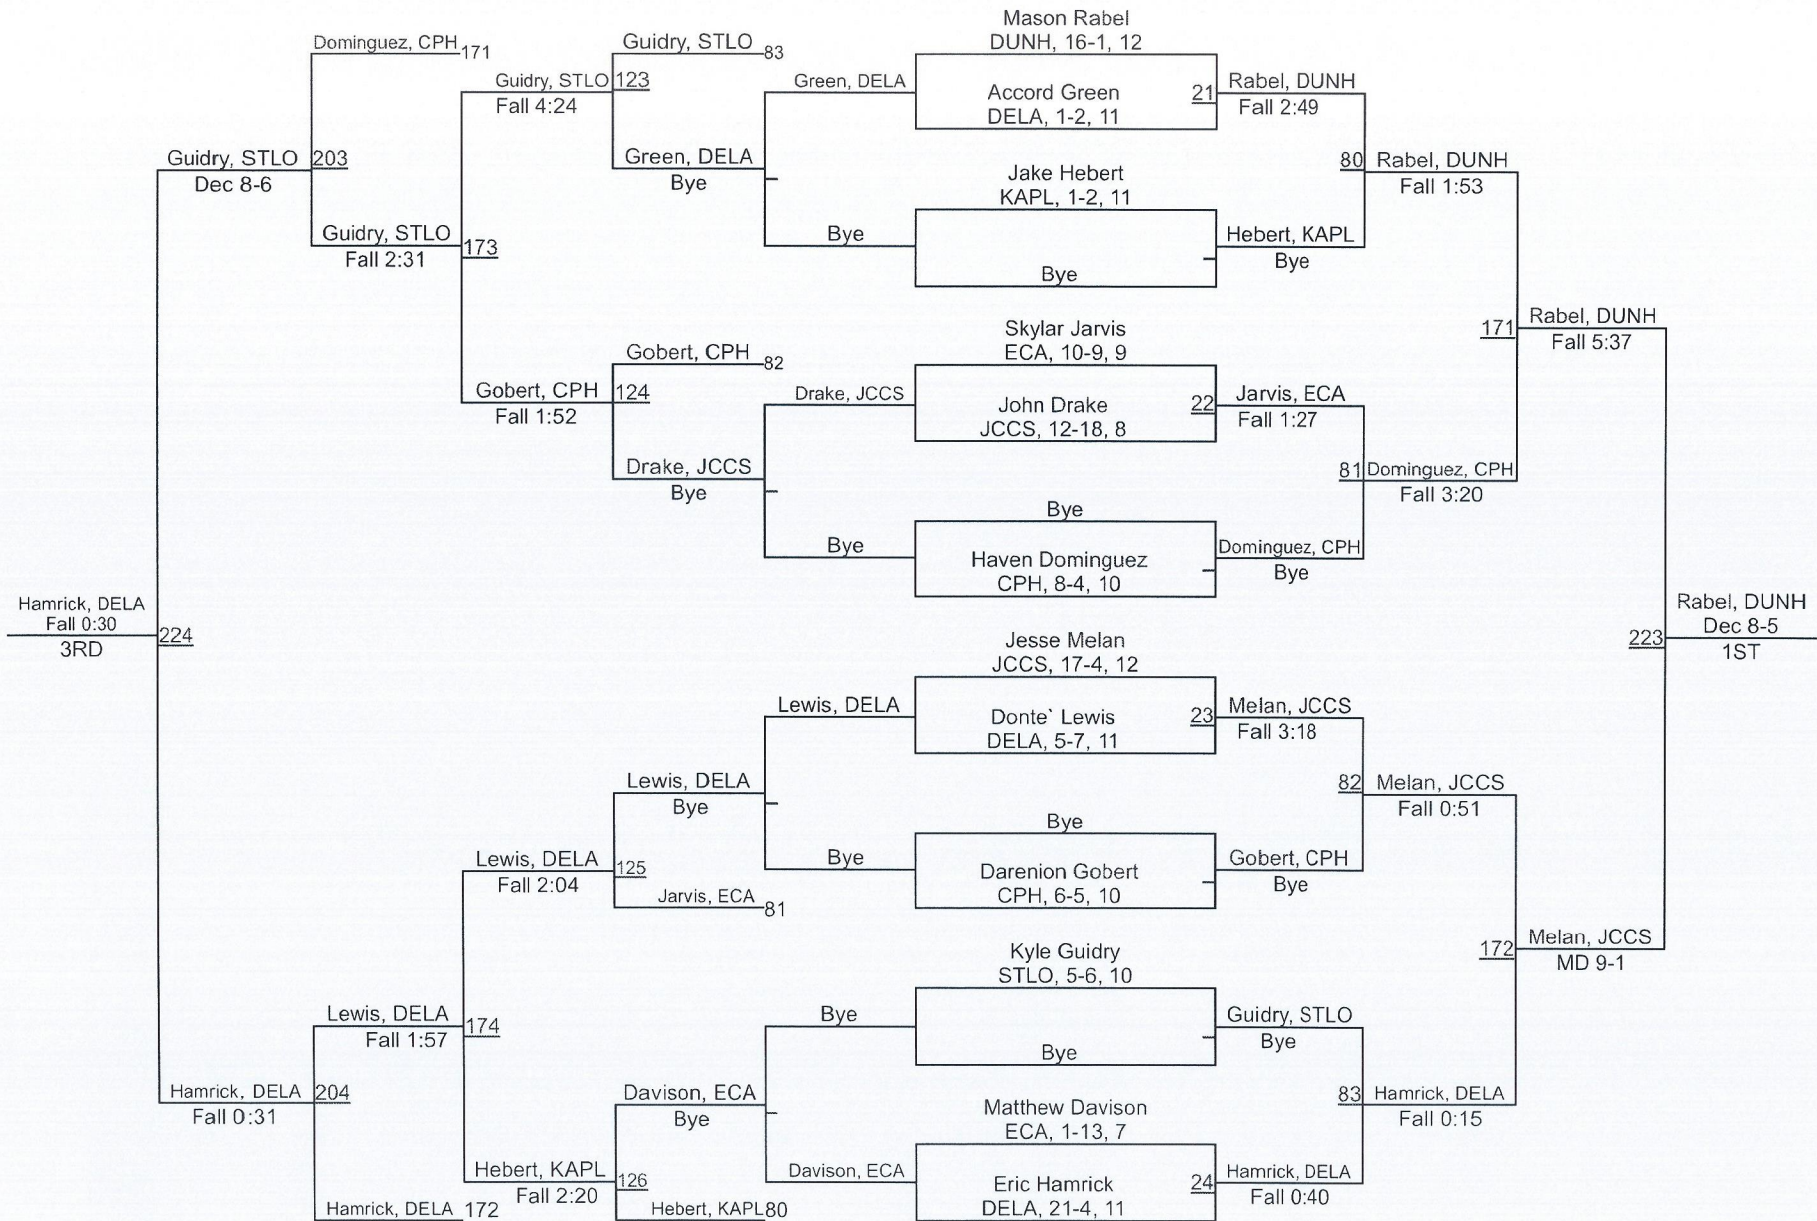 Mason Rabel
DUNH, 16-1, 12
Accord Green
DELA, 1-2, 11
21
Jake Hebert
KAPL, 1-2, 11
Bye
Skylar Jarvis
ECA, 10-9, 9
John Drake
JCCS, 12-18, 8
22
Bye
Haven Dominguez
CPH, 8-4, 10
Jesse Melan
JCCS, 17-4, 12
Donte` Lewis
DELA, 5-7, 11
23
Bye
Darenion Gobert
CPH, 6-5, 10
Kyle Guidry
STLO, 5-6, 10
Bye
Matthew Davison
ECA, 1-13, 7
Eric Hamrick
DELA, 21-4, 11
24
Rabel, DUNH
Fall 2:49
Hebert, KAPL
Bye
80
Jarvis, ECA
Fall 1:27
Dominguez, CPH
Bye
81
Melan, JCCS
Fall 3:18
Gobert, CPH
Bye
82
Guidry, STLO
Bye
Hamrick, DELA
Fall 0:40
83
Rabel, DUNH
Fall 1:53
Dominguez, CPH
Fall 3:20
171
Melan, JCCS
Fall 0:51
Hamrick, DELA
Fall 0:15
172
Rabel, DUNH
Fall 5:37
Melan, JCCS
MD 9-1
223
Rabel, DUNH
Dec 8-5
1ST
Green, DELA
Bye
Drake, JCCS
Bye
Lewis, DELA
Bye
Bye
Davison, ECA
Guidry, STLO
83
Green, DELA
Bye
123
Gobert, CPH
82
Drake, JCCS
Bye
124
Lewis, DELA
Bye
Jarvis, ECA
81
125
Davison, ECA
Bye
Hebert, KAPL
80
126
Guidry, STLO
Fall 4:24
Gobert, CPH
Fall 1:52
173
Lewis, DELA
Fall 2:04
Hebert, KAPL
Fall 2:20
174
Dominguez, CPH
171
Guidry, STLO
Fall 2:31
203
Lewis, DELA
Fall 1:57
Hamrick, DELA
172
204
Guidry, STLO
Dec 8-6
Hamrick, DELA
Fall 0:31
224
Hamrick, DELA
Fall 0:30
3RD